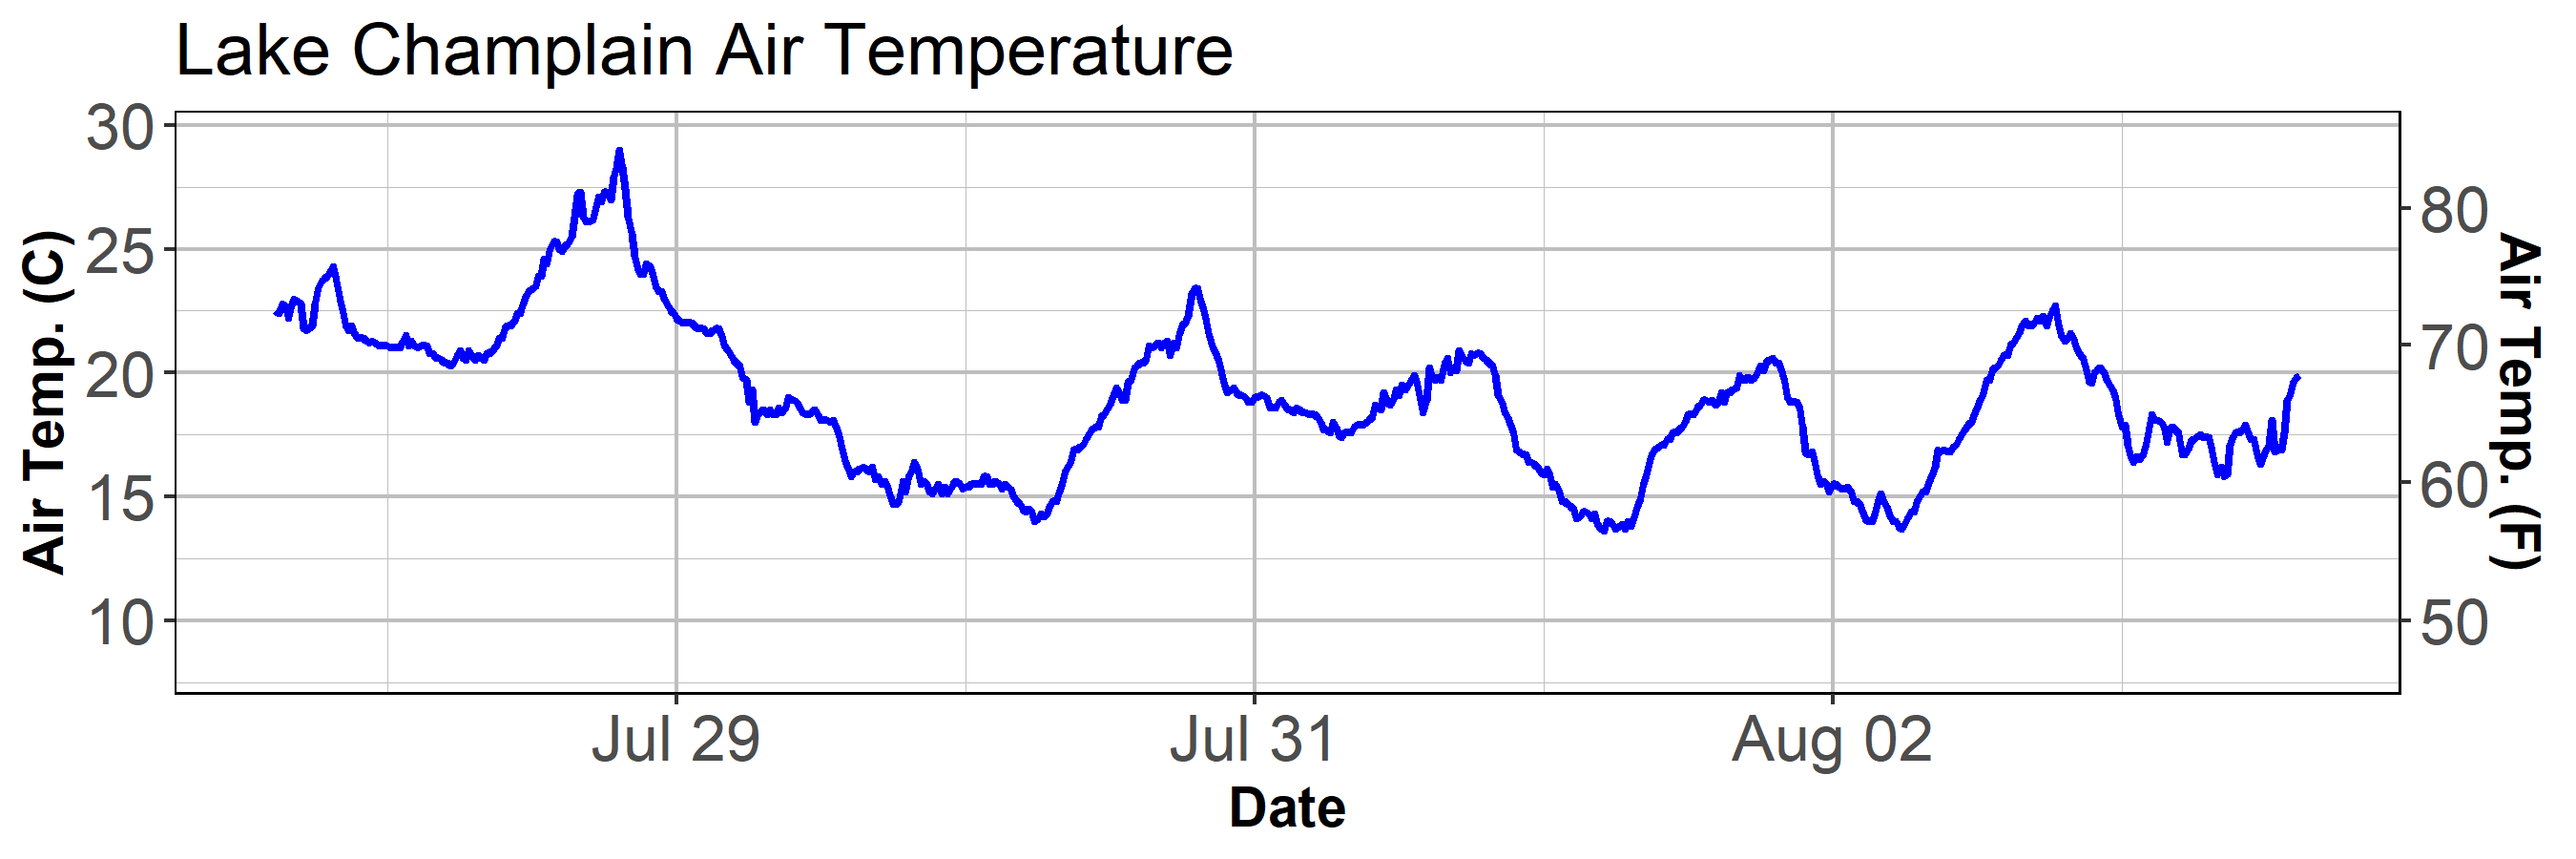 Lake Champlain Air Temperature
Air Temp. (C)
30
25
20
15
10
80
70
60
50
Air Temp. (F)
Jul 29
Jul 31
Aug 02
Date